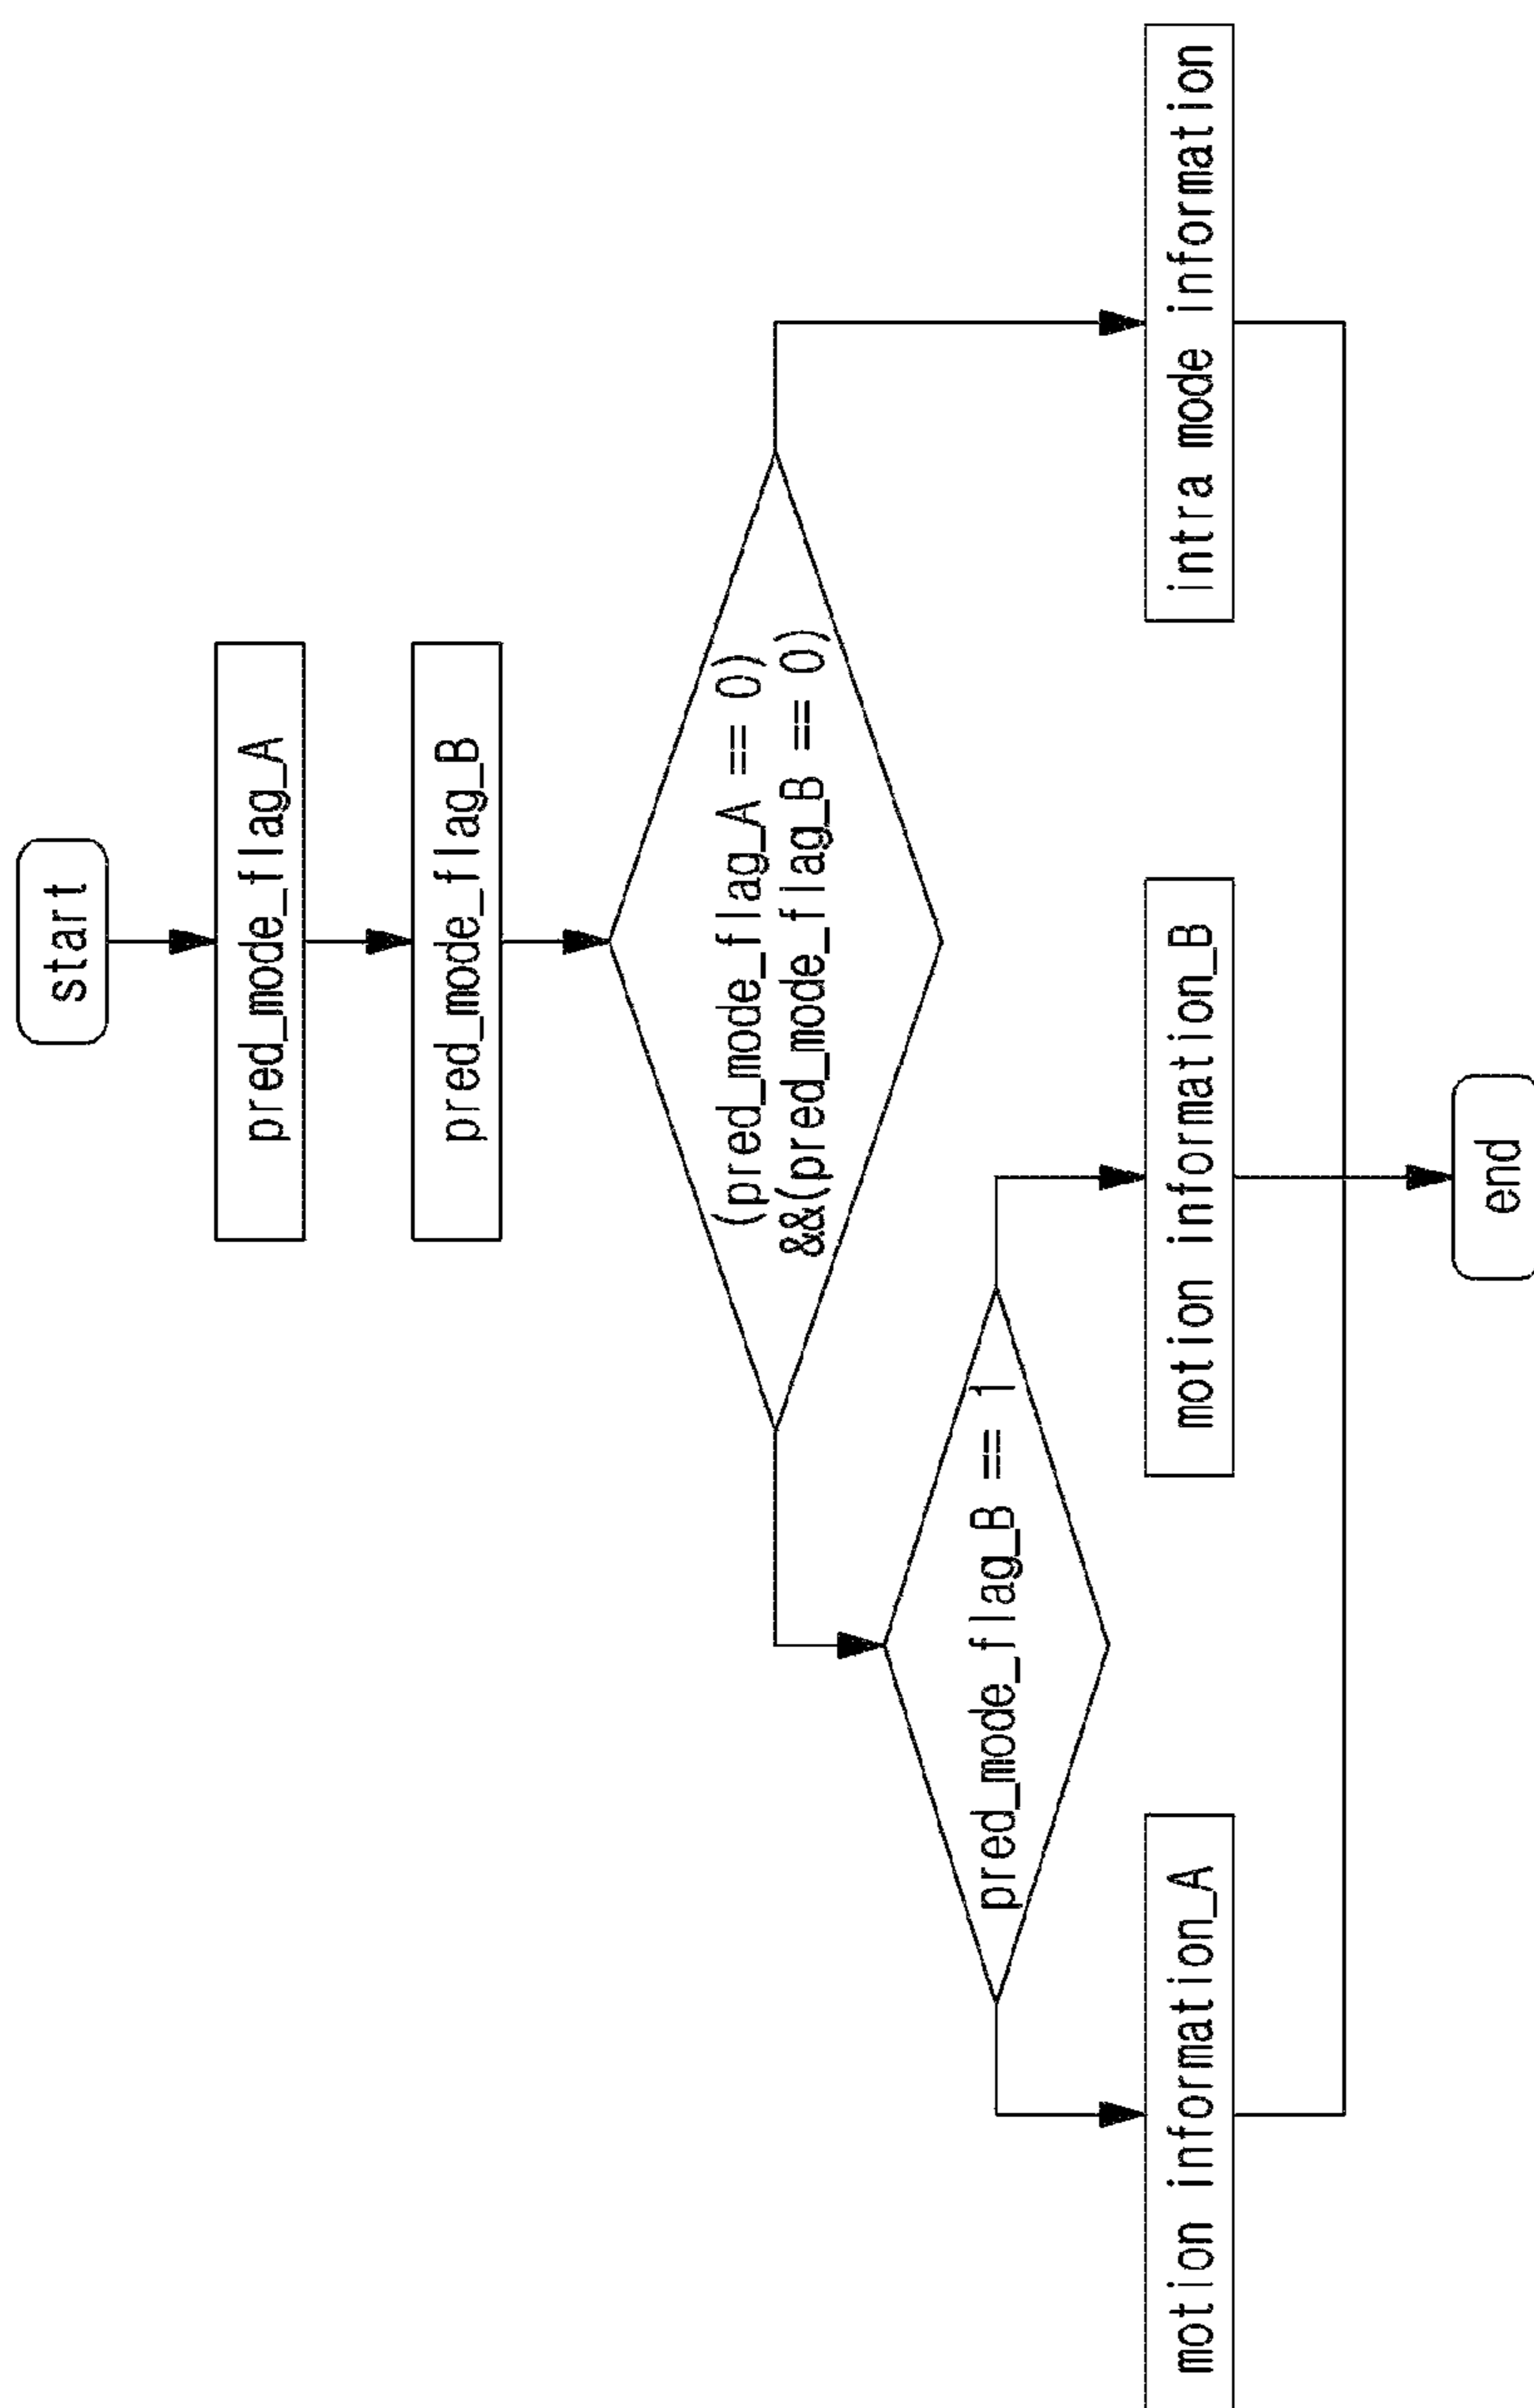 start
pred_mode_flag_A
pred_mode_flag_B
(pred_mode_flag_A == 0)
&&(pred_mode_flag_B == 0)
pred_mode_flag_B == 1
motion information_A
motion information_B
intra mode information
end